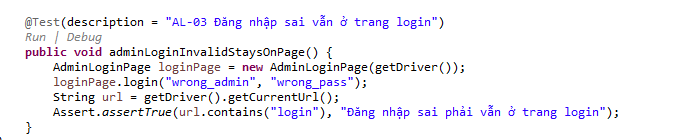 @Test(description = "AL-03 Đăng nhập sai vẫn ở trang login")
Run | Debug
public void adminLoginInvalidStaysOnPage() {
    AdminLoginPage loginPage = new AdminLoginPage(getDriver());
    loginPage.login("wrong_admin", "wrong_pass");
    String url = getDriver().getCurrentUrl();
    Assert.assertTrue(url.contains("login"), "Đăng nhập sai phải vẫn ở trang login");
}